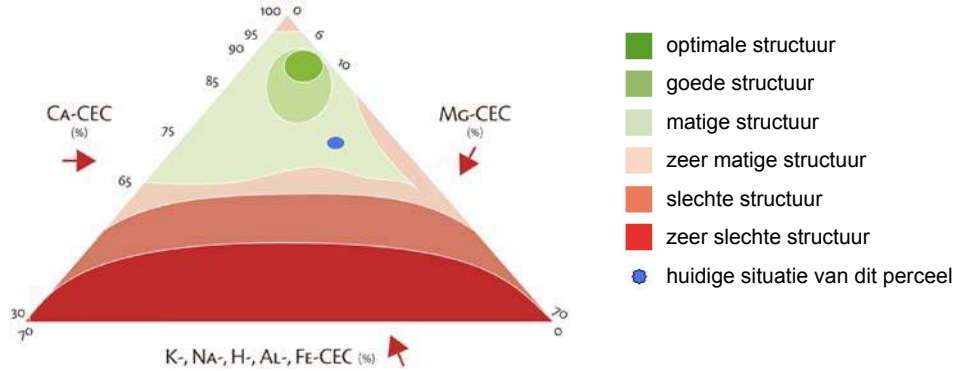 100 0
95 6
90
10
85
CA-CEC
(%)
MG-CEC
(%)
75
65
30 70
70 0
K-, NA-, H-, AL-, FE-CEC (%)
optimale structuur
goede structuur
matige structuur
zeer matige structuur
slechte structuur
zeer slechte structuur
huidige situatie van dit perceel